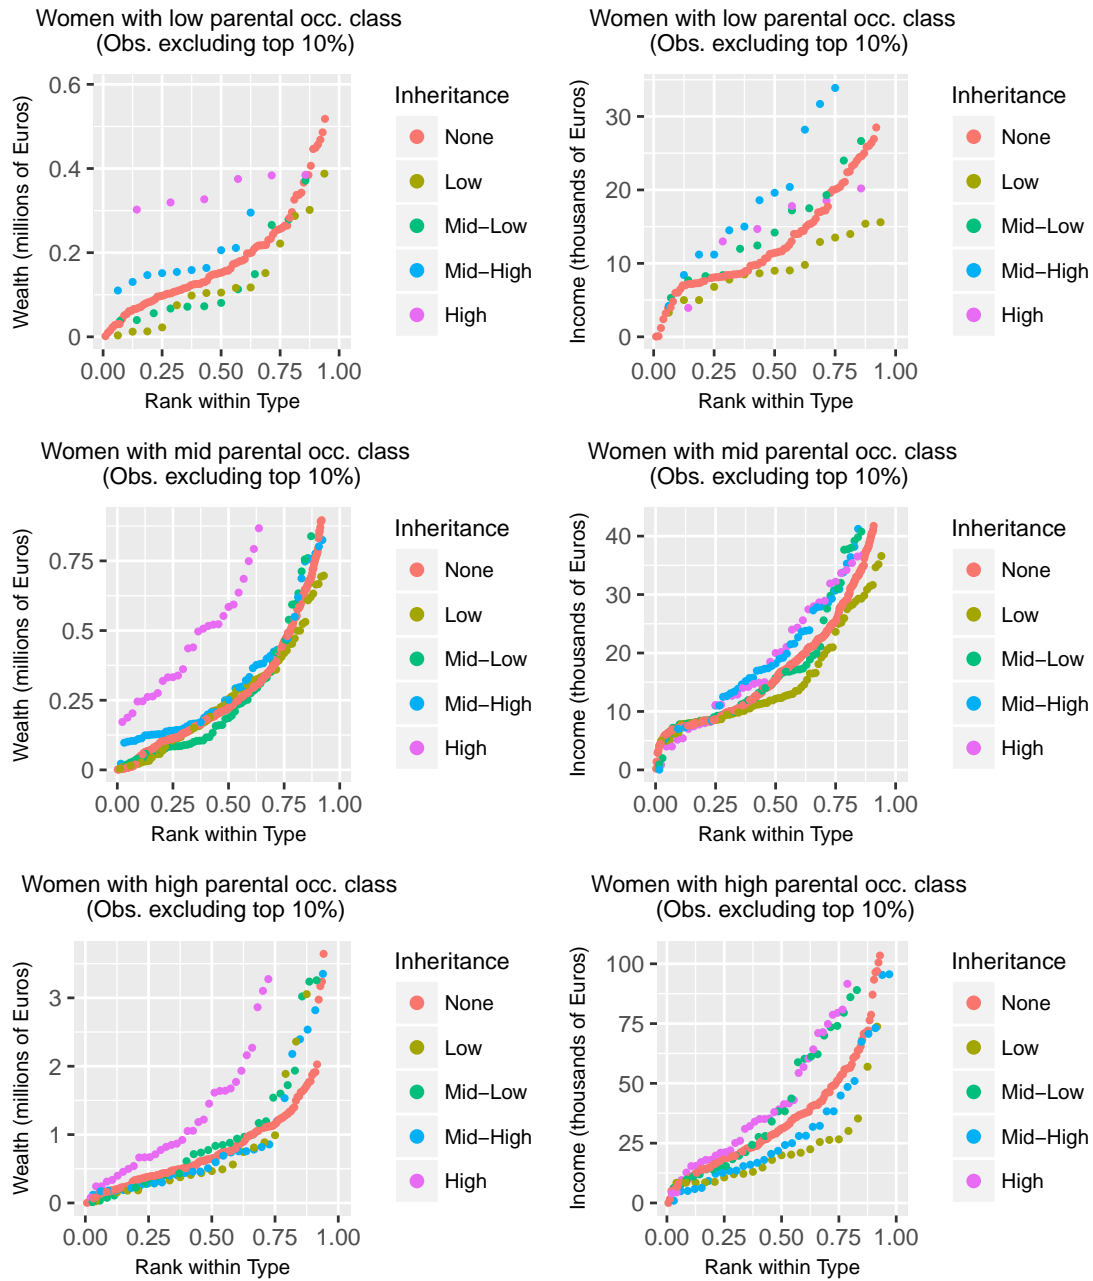 Women with low parental occ. class
(Obs. excluding top 10%)
Wealth (millions of Euros)
0.6
0.4
0.2
0
0.00 0.25 0.50 0.75 1.00
Rank within Type
Inheritance
None
Low
Mid−Low
Mid−High
High
Women with low parental occ. class
(Obs. excluding top 10%)
Income (thousands of Euros)
30
20
10
0
0.00 0.25 0.50 0.75 1.00
Rank within Type
Inheritance
None
Low
Mid−Low
Mid−High
High
Women with mid parental occ. class
(Obs. excluding top 10%)
Wealth (millions of Euros)
0.75
0.5
0.25
0
0.00 0.25 0.50 0.75 1.00
Rank within Type
Inheritance
None
Low
Mid−Low
Mid−High
High
Women with mid parental occ. class
(Obs. excluding top 10%)
Income (thousands of Euros)
40
30
20
10
0
0.00 0.25 0.50 0.75 1.00
Rank within Type
Inheritance
None
Low
Mid−Low
Mid−High
High
Women with high parental occ. class
(Obs. excluding top 10%)
Wealth (millions of Euros)
3
2
1
0
0.00 0.25 0.50 0.75 1.00
Rank within Type
Inheritance
None
Low
Mid−Low
Mid−High
High
Women with high parental occ. class
(Obs. excluding top 10%)
Income (thousands of Euros)
100
75
50
25
0
0.00 0.25 0.50 0.75 1.00
Rank within Type
Inheritance
None
Low
Mid−Low
Mid−High
High